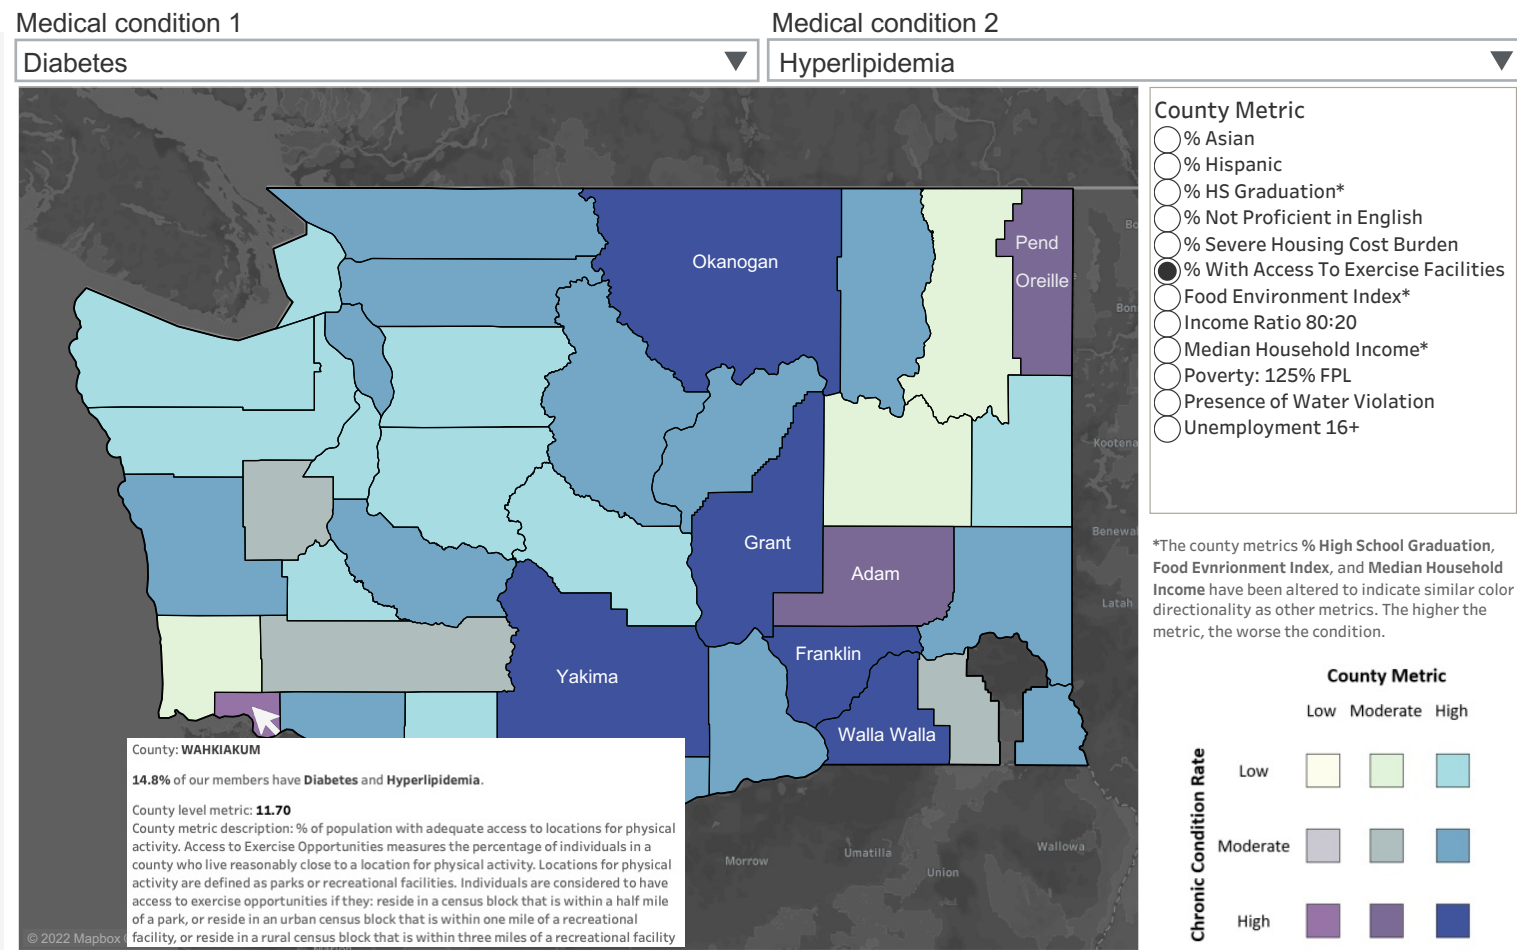 Medical condition 1
Medical condition 2
Diabetes
Hyperlipidemia
County Metric
% Asian
% Hispanic
% HS Graduation*
% Not Proficient in English
% Severe Housing Cost Burden
% With Access To Exercise Facilities
Food Environment Index*
Income Ratio 80:20
Median Household Income*
Poverty: 125% FPL
Presence of Water Violation
Unemployment 16+
*The county metrics % High School Graduation,
Food Envrionment Index, and Median Household
Income have been altered to indicate similar color
directionality as other metrics. The higher the
metric, the worse the condition.
Okanogan
Pend
Oreille
Grant
Adam
Franklin
Yakima
Walla Walla
Bon
Kootena
Benewa
Latah
Morrow
Umatilla
Union
Wallowa
County: WAHKIAKUM
14.8% of our members have Diabetes and Hyperlipidemia.
County level metric: 11.70
County metric description: % of population with adequate access to locations for physical
activity. Access to Exercise Opportunities measures the percentage of individuals in a
county who live reasonably close to a location for physical activity. Locations for physical
activity are defined as parks or recreational facilities. Individuals are considered to have
access to exercise opportunities if they: reside in a census block that is within a half mile
of a park, or reside in an urban census block that is within one mile of a recreational
facility, or reside in a rural census block that is within three miles of a recreational facility
© 2022 Mapbox
County Metric
Low Moderate High
Chronic Condition Rate
Low
Moderate
High